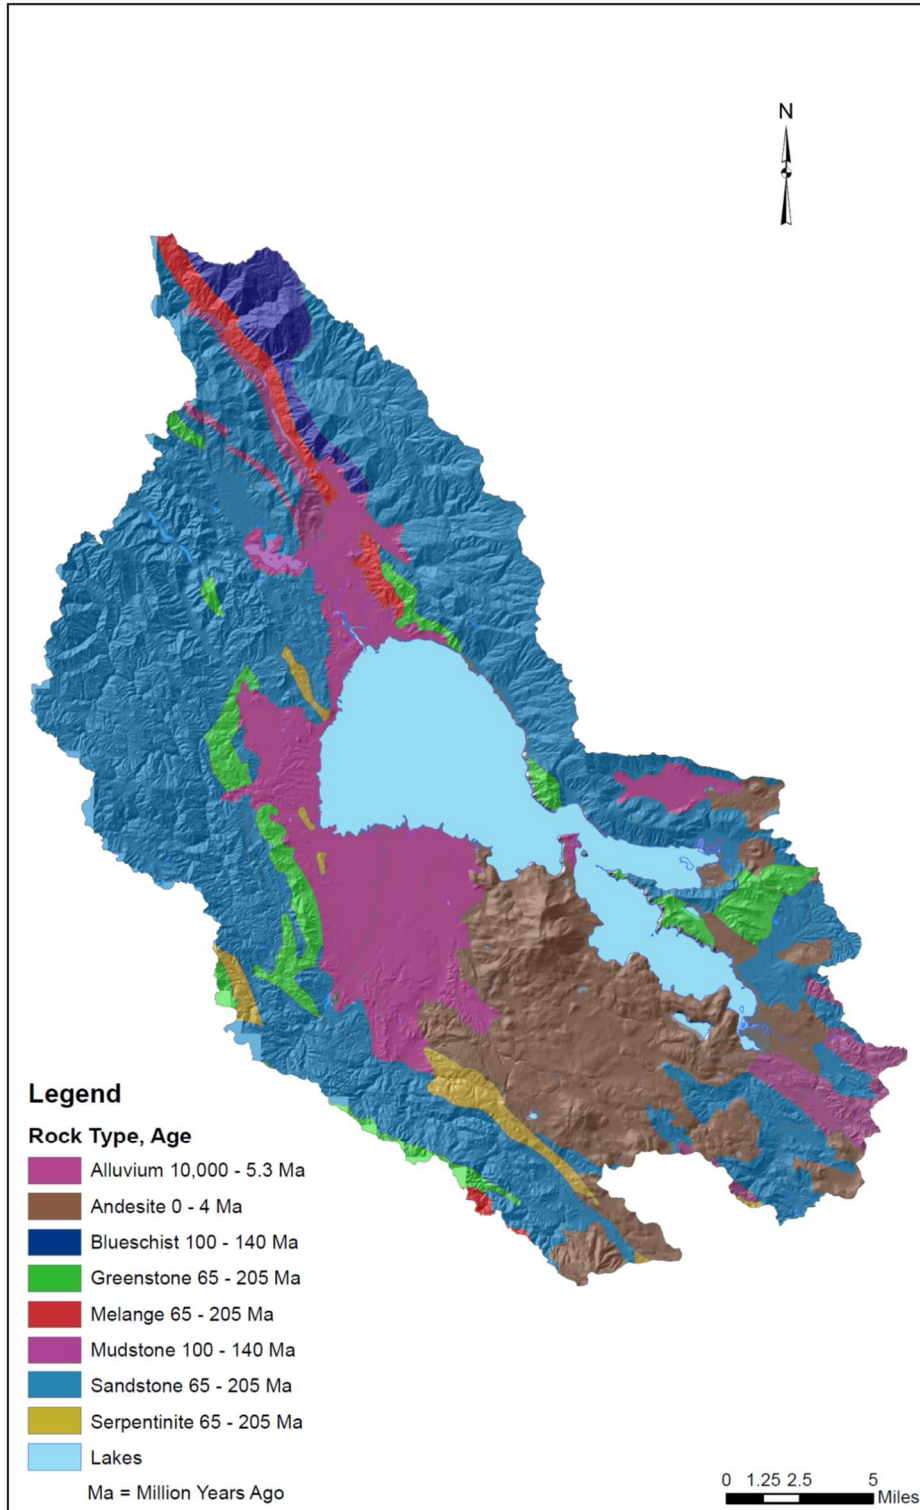 N
Legend
Rock Type, Age
Alluvium 10,000 - 5.3 Ma
Andesite 0 - 4 Ma
Blueschist 100 - 140 Ma
Greenstone 65 - 205 Ma
Melange 65 - 205 Ma
Mudstone 100 - 140 Ma
Sandstone 65 - 205 Ma
Serpentinite 65 - 205 Ma
Lakes
Ma = Million Years Ago
0 1.25 2.5 5
Miles